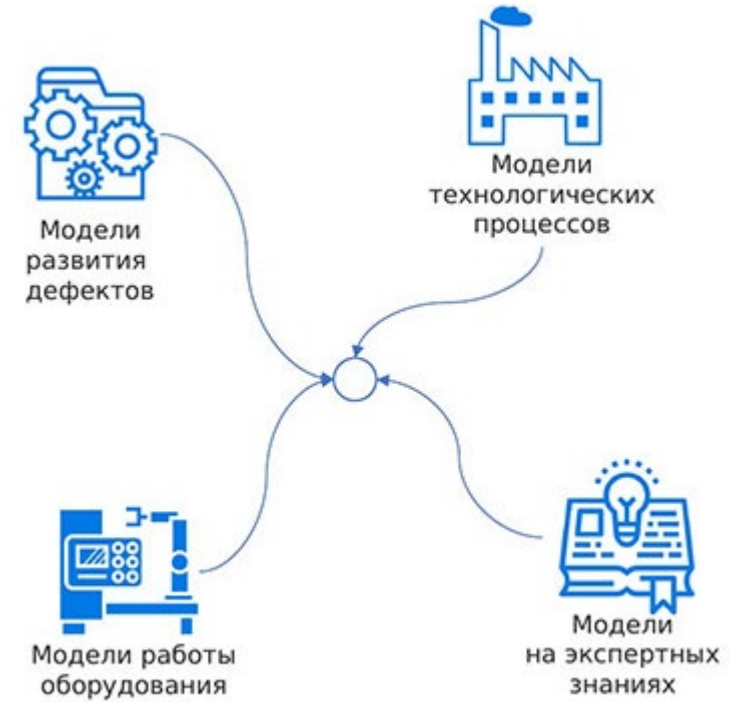 Модели
технологических
процессов
Модели
развития
дефектов
Модели
на экспертных
знаниях
Модели работы
оборудования